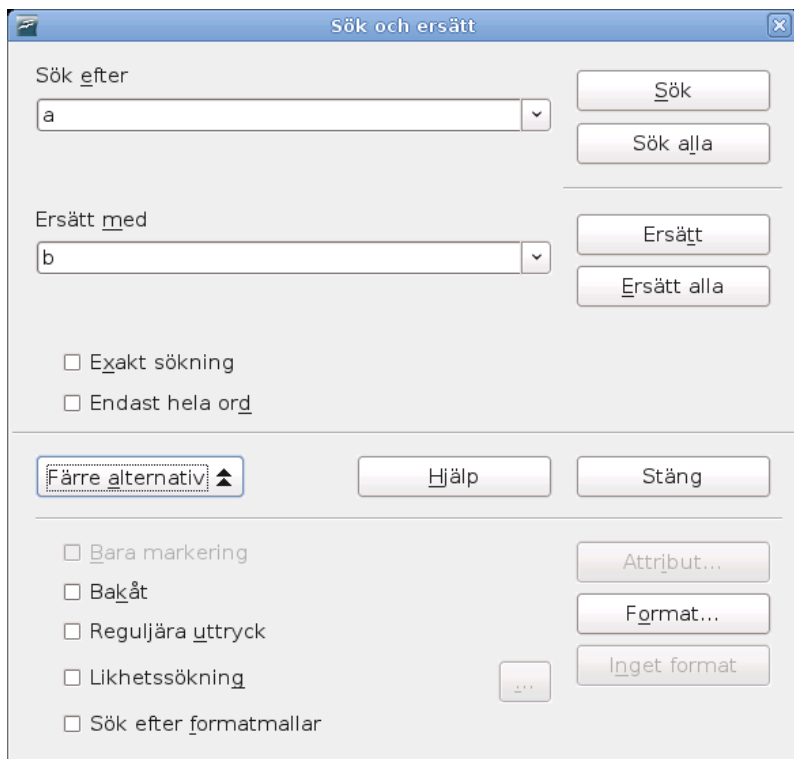 Sök och ersätt
Sök efter
a
Sök
Sök alla
Ersätt med
b
Ersätt
Ersätt alla
Exakt sökning
Endast hela ord
Färre alternativ
Hjälp
Stäng
Bara markering
Attribut...
Bakåt
Format...
Reguljära uttryck
Inget format
Likhetssökning
...
Sök efter formatmallar